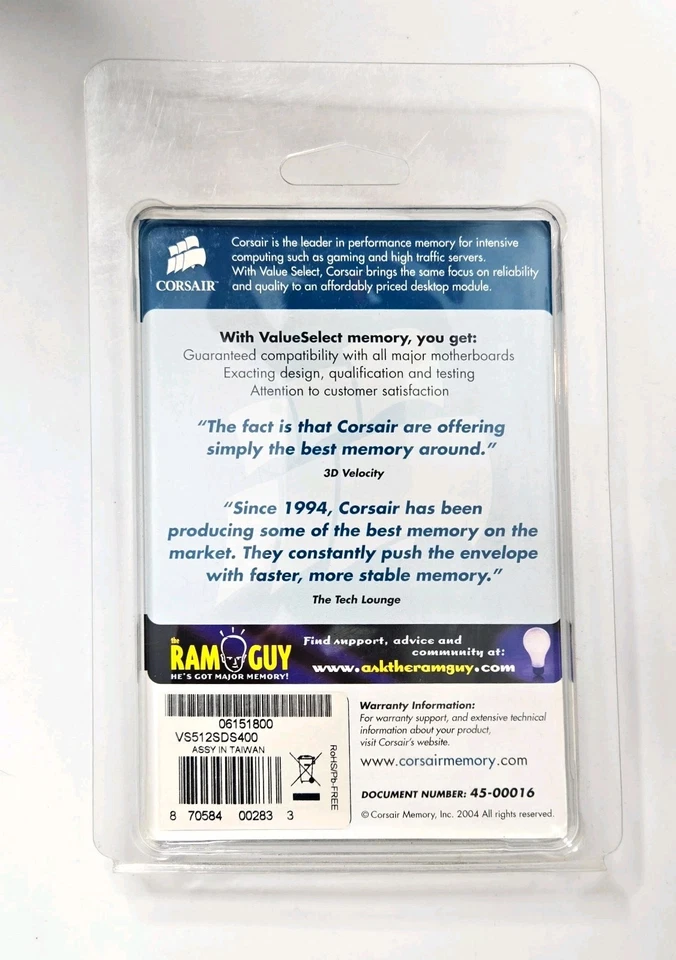 CORSAIR
Corsair is the leader in performance memory for intensive
computing such as gaming and high traffic servers.
With Value Select, Corsair brings the same focus on reliability
and quality to an affordably priced desktop module.
With ValueSelect memory, you get:
Guaranteed compatibility with all major motherboards
Exacting design, qualification and testing
Attention to customer satisfaction
“The fact is that Corsair are offering
simply the best memory around.”
3D Velocity
“Since 1994, Corsair has been
producing some of the best memory on the
market. They constantly push the envelope
with faster, more stable memory.”
The Tech Lounge
the
RAM GUY
HE'S GOT MAJOR MEMORY!
Find support, advice and
community at:
www.asktheramguy.com
06151800
VS512SDS400
ASSY IN TAIWAN
RoHS/Pb-FREE
8 70584 00283 3
Warranty Information:
For warranty support, and extensive technical
information about your product,
visit Corsair's website.
www.corsairmemory.com
DOCUMENT NUMBER: 45-00016
© Corsair Memory, Inc. 2004 All rights reserved.